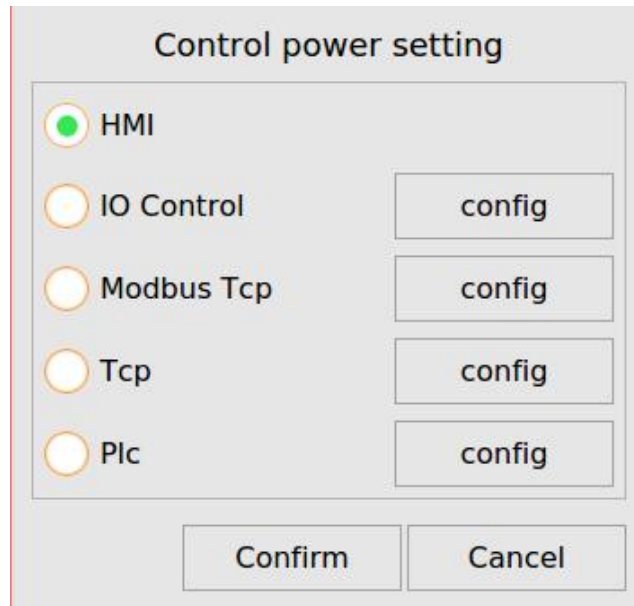 Control power setting
HMI
IO Control config
Modbus Tcp config
Tcp config
Plc config
Confirm Cancel